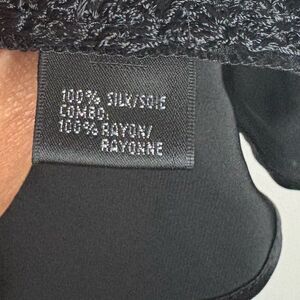 100% SILK/SOIE
COMBO:
100% RAYON/
RAYONNE